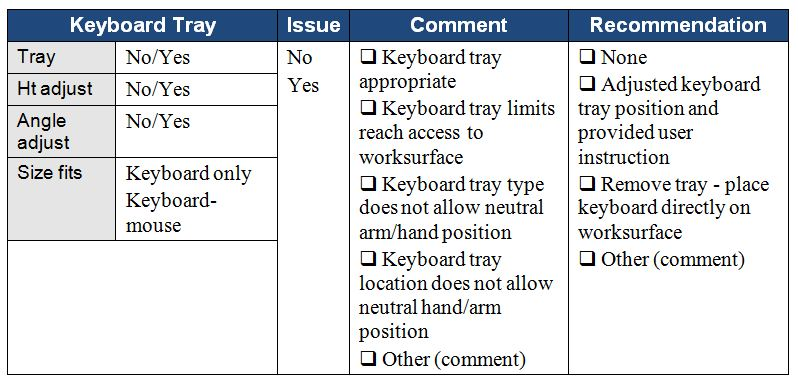 Keyboard Tray
Issue
Comment
Recommendation
Tray
No/Yes
Ht adjust
No/Yes
Angle
adjust
No/Yes
Size fits
Keyboard only
Keyboard-
mouse
No
Yes
❑ Keyboard tray
appropriate
❑ Keyboard tray limits
reach access to
worksurface
❑ Keyboard tray type
does not allow neutral
arm/hand position
❑ Keyboard tray
location does not allow
neutral hand/arm
position
❑ Other (comment)
❑ None
❑ Adjusted keyboard
tray position and
provided user
instruction
❑ Remove tray - place
keyboard directly on
worksurface
❑ Other (comment)